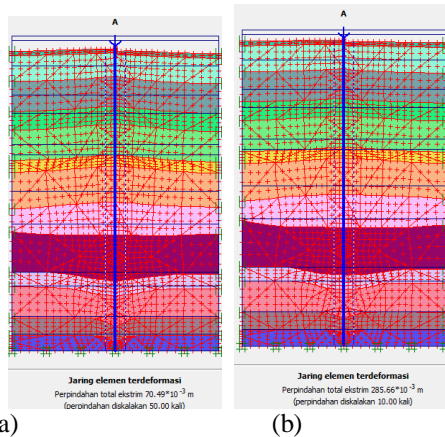 A
A
Jaring elemen terdeformasi
Perpindahan total ekstrim 70.49*10⁻³ m
(perpindahan diskalakan 50.00 kali)
Jaring elemen terdeformasi
Perpindahan total ekstrim 285.66*10⁻³ m
(perpindahan diskalakan 10.00 kali)
a)
(b)